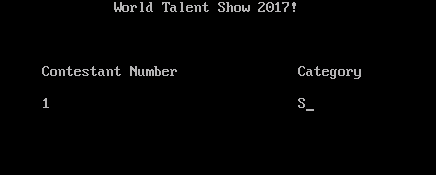 World Talent Show 2017!
Contestant Number Category
1 S_